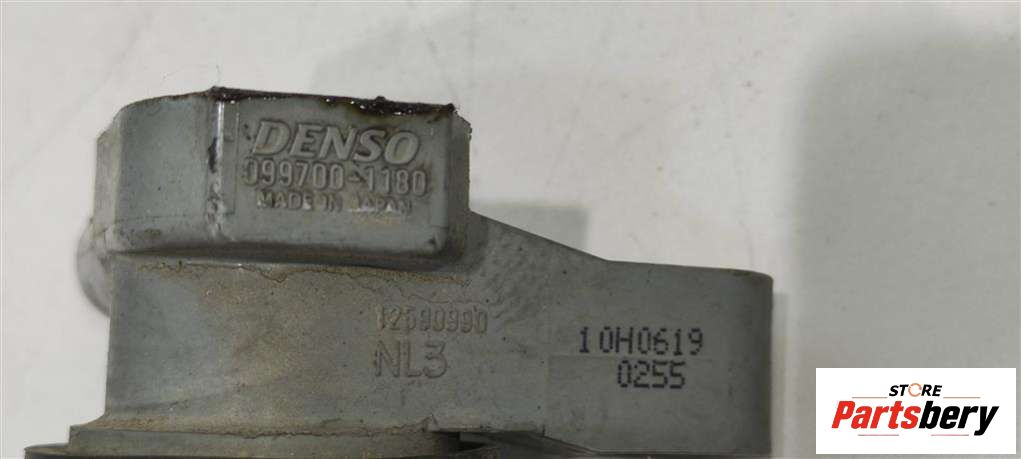 DENSO
099700-1180
MADE IN JAPAN
12590990
NL3
10H0619
0255
STORE
Partsbery